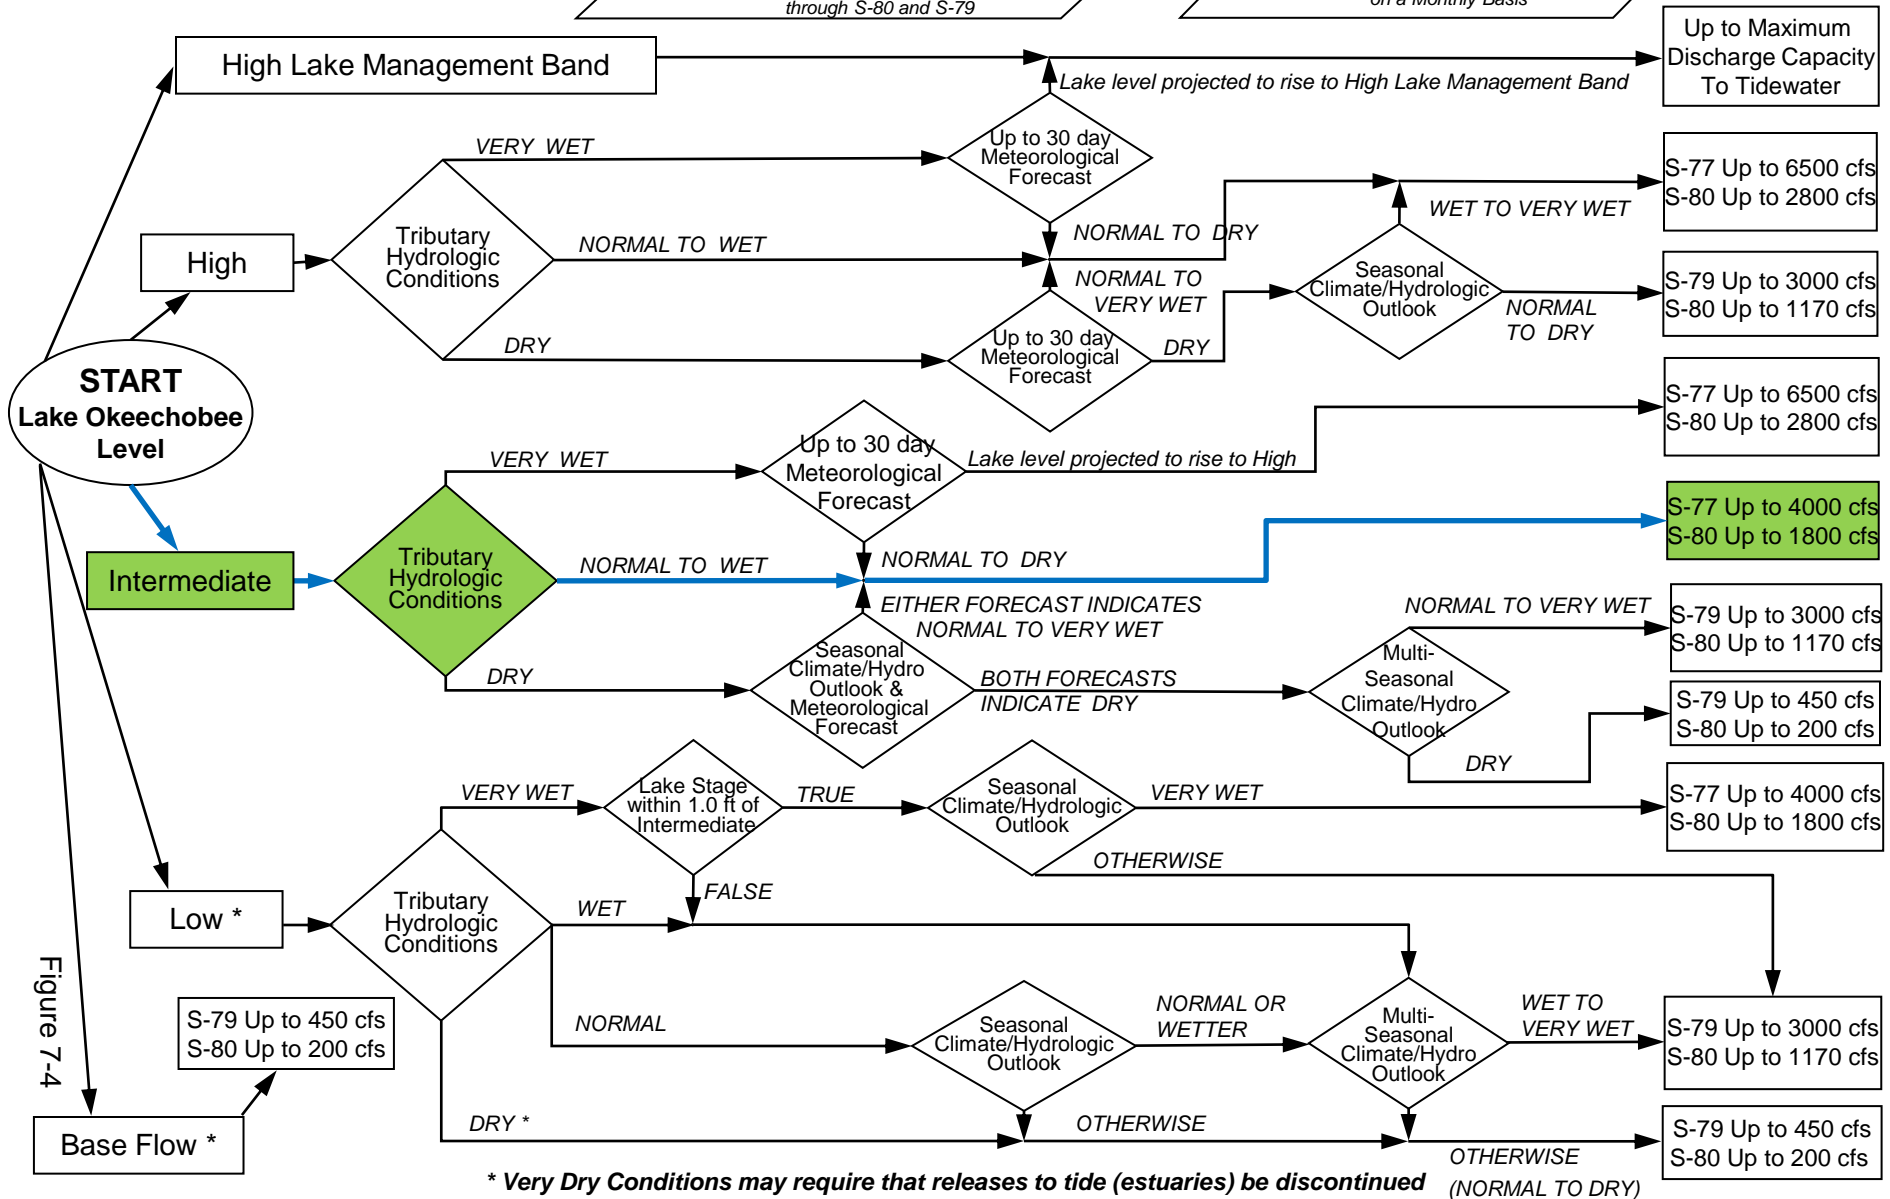 through S-80 and S-79
on a Monthly Basis
Up to Maximum
Discharge Capacity
To Tidewater
High Lake Management Band
Lake level projected to rise to High Lake Management Band
VERY WET
Up to 30 day
Meteorological
Forecast
S-77 Up to 6500 cfs
S-80 Up to 2800 cfs
WET TO VERY WET
High
Tributary
Hydrologic
Conditions
NORMAL TO WET
NORMAL TO DRY
NORMAL TO
VERY WET
Seasonal
Climate/Hydrologic
Outlook
NORMAL
TO DRY
S-79 Up to 3000 cfs
S-80 Up to 1170 cfs
DRY
Up to 30 day
Meteorological
Forecast
DRY
START
Lake Okeechobee
Level
S-77 Up to 6500 cfs
S-80 Up to 2800 cfs
VERY WET
Up to 30 day
Meteorological
Forecast
Lake level projected to rise to High
S-77 Up to 4000 cfs
S-80 Up to 1800 cfs
Intermediate
Tributary
Hydrologic
Conditions
NORMAL TO WET
NORMAL TO DRY
EITHER FORECAST INDICATES
NORMAL TO VERY WET
NORMAL TO VERY WET
S-79 Up to 3000 cfs
S-80 Up to 1170 cfs
DRY
Seasonal
Climate/Hydro
Outlook &
Meteorological
Forecast
BOTH FORECASTS
INDICATE DRY
Multi-
Seasonal
Climate/Hydro
Outlook
S-79 Up to 450 cfs
S-80 Up to 200 cfs
DRY
VERY WET
Lake Stage
within 1.0 ft of
Intermediate
TRUE
Seasonal
Climate/Hydrologic
Outlook
VERY WET
S-77 Up to 4000 cfs
S-80 Up to 1800 cfs
OTHERWISE
FALSE
Low *
Tributary
Hydrologic
Conditions
WET
Figure 7-4
S-79 Up to 450 cfs
S-80 Up to 200 cfs
NORMAL
Seasonal
Climate/Hydrologic
Outlook
NORMAL OR
WETTER
Multi-
Seasonal
Climate/Hydro
Outlook
WET TO
VERY WET
S-79 Up to 3000 cfs
S-80 Up to 1170 cfs
Base Flow *
DRY *
OTHERWISE
S-79 Up to 450 cfs
S-80 Up to 200 cfs
OTHERWISE
(NORMAL TO DRY)
* Very Dry Conditions may require that releases to tide (estuaries) be discontinued